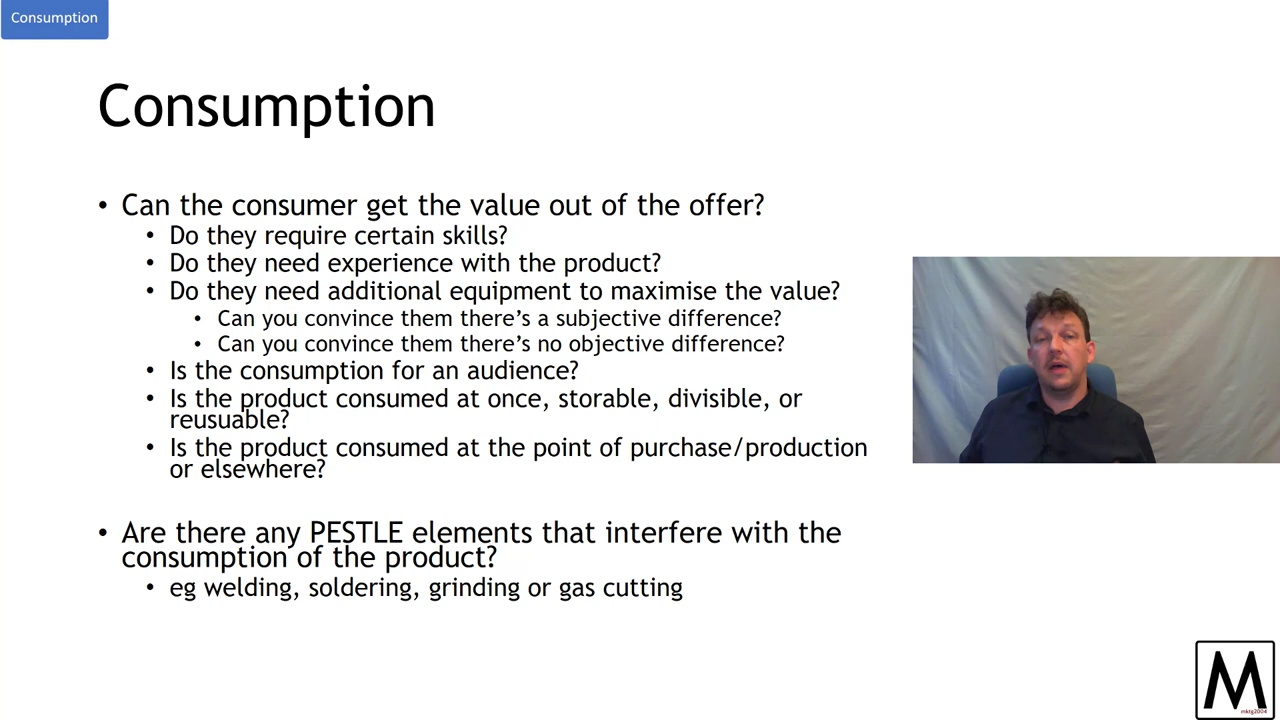 Consumption
Consumption
• Can the consumer get the value out of the offer?
• Do they require certain skills?
• Do they need experience with the product?
• Do they need additional equipment to maximise the value?
• Can you convince them there's a subjective difference?
• Can you convince them there's no objective difference?
• Is the consumption for an audience?
• Is the product consumed at once, storable, divisible, or
reusuable?
• Is the product consumed at the point of purchase/production
or elsewhere?
• Are there any PESTLE elements that interfere with the
consumption of the product?
• eg welding, soldering, grinding or gas cutting
M
mktg2004